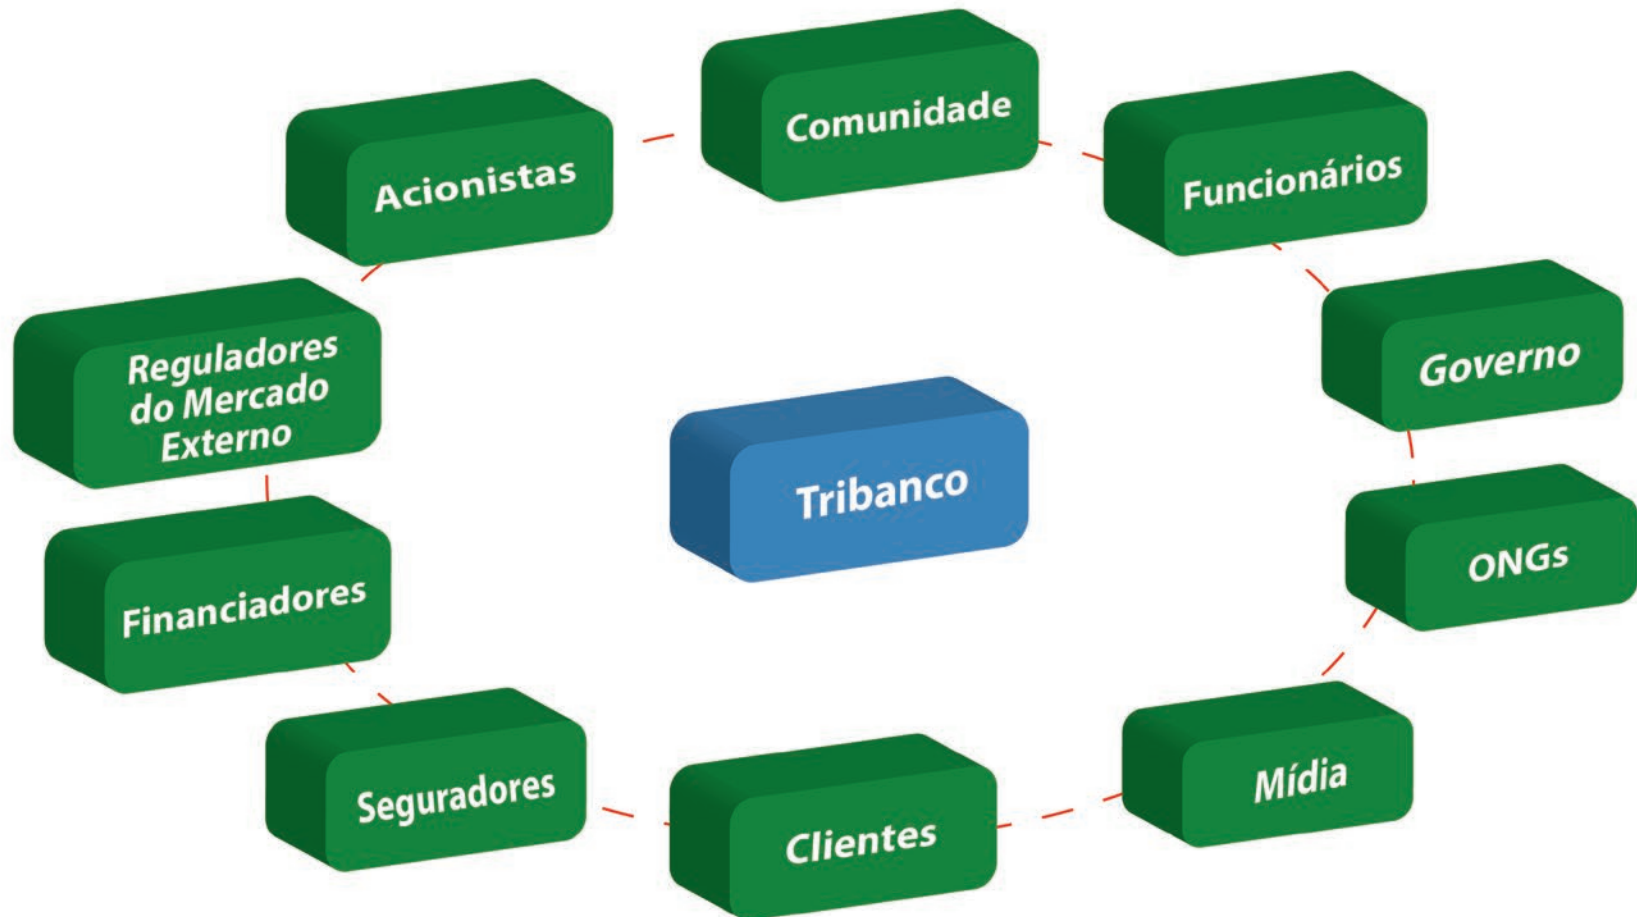 Comunidade
Acionistas
Funcionários
Reguladores
do Mercado
Externo
Governo
Tribanco
ONGs
Financiadores
Seguradores
Mídia
Clientes